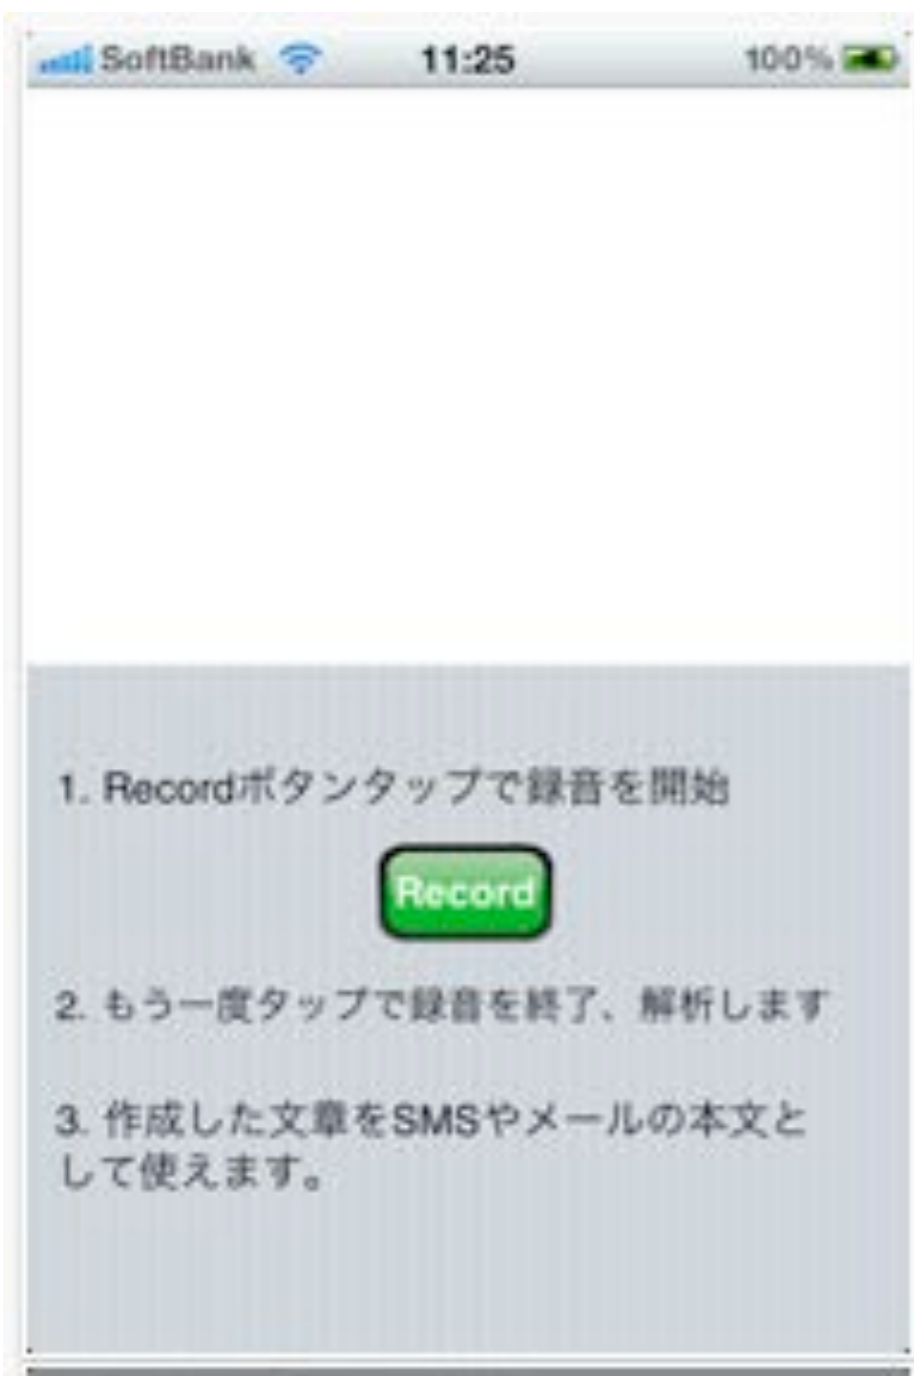 SoftBank 11:25 100%
1. Recordボタンタップで録音を開始
Record
2. もう一度タップで録音を終了、解析します
3. 作成した文章をSMSやメールの本文と
して使えます。